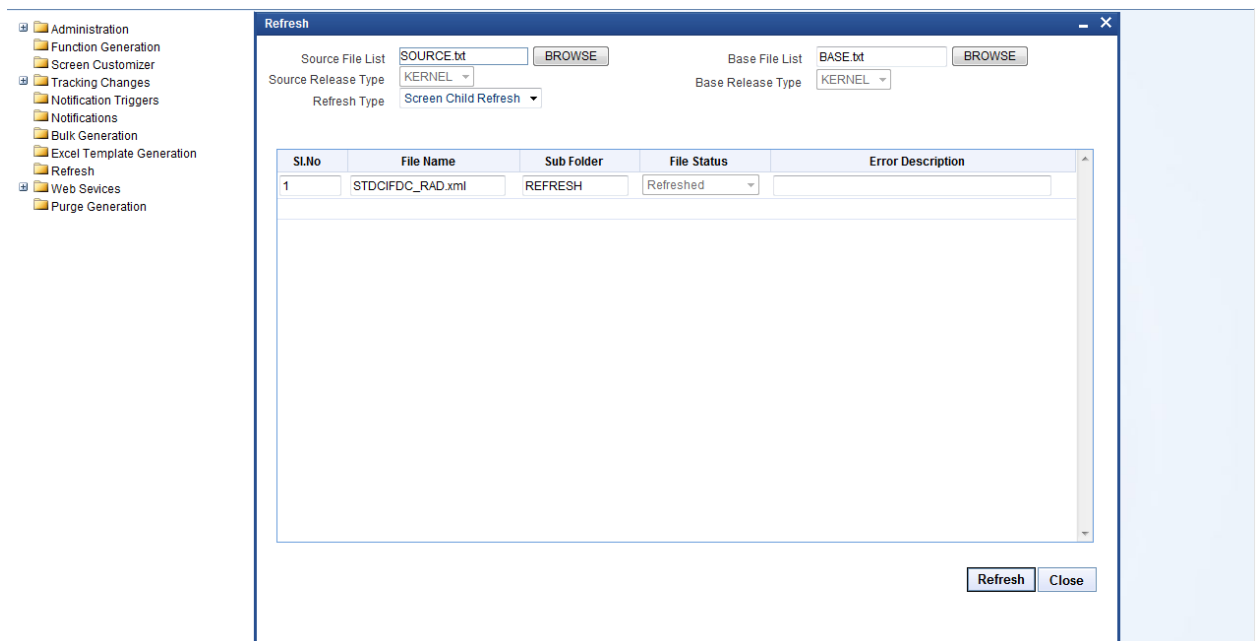 Administration
Function Generation
Screen Customizer
Tracking Changes
Notification Triggers
Notifications
Bulk Generation
Excel Template Generation
Refresh
Web Sevices
Purge Generation
Refresh
Source File List SOURCE.txt BROWSE Base File List BASE.txt BROWSE
Source Release Type KERNEL Base Release Type KERNEL
Refresh Type Screen Child Refresh
Sl.No File Name Sub Folder File Status Error Description
1 STDCIFDC_RAD.xml REFRESH Refreshed
Refresh Close